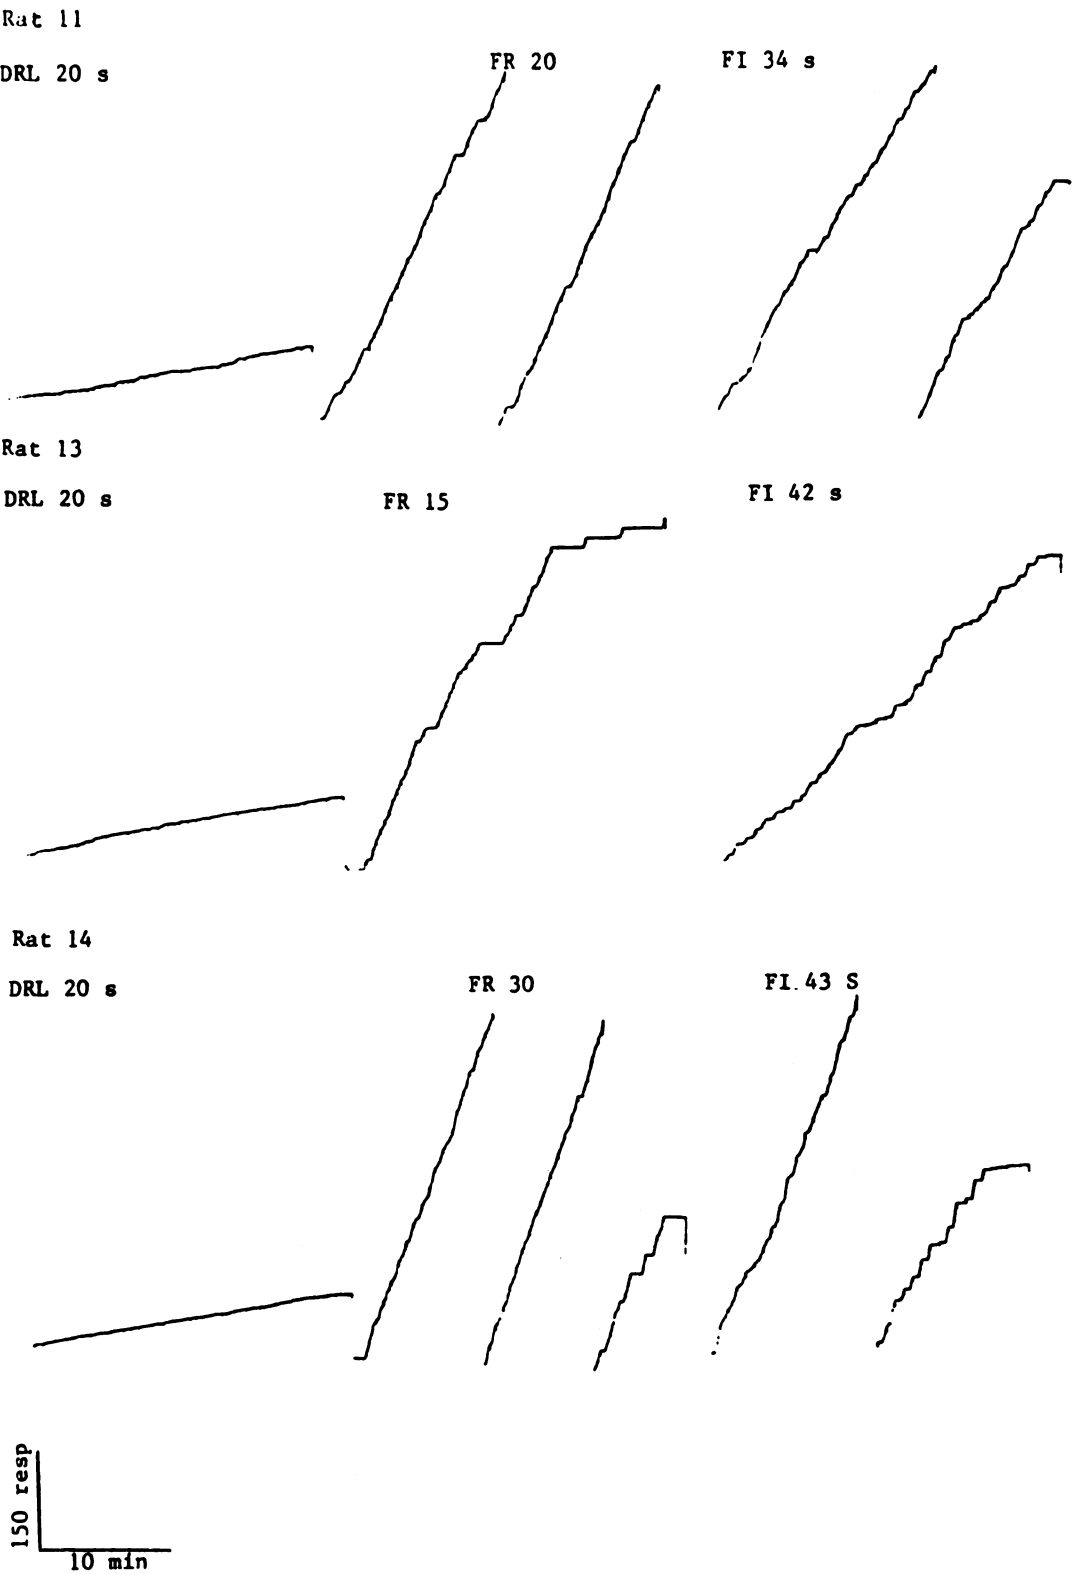 Rat 11
DRL 20 s
FR 20
FI 34 s
Rat 13
DRL 20 s
FR 15
FI 42 s
Rat 14
DRL 20 s
FR 30
FI. 43 S
150 resp
10 min